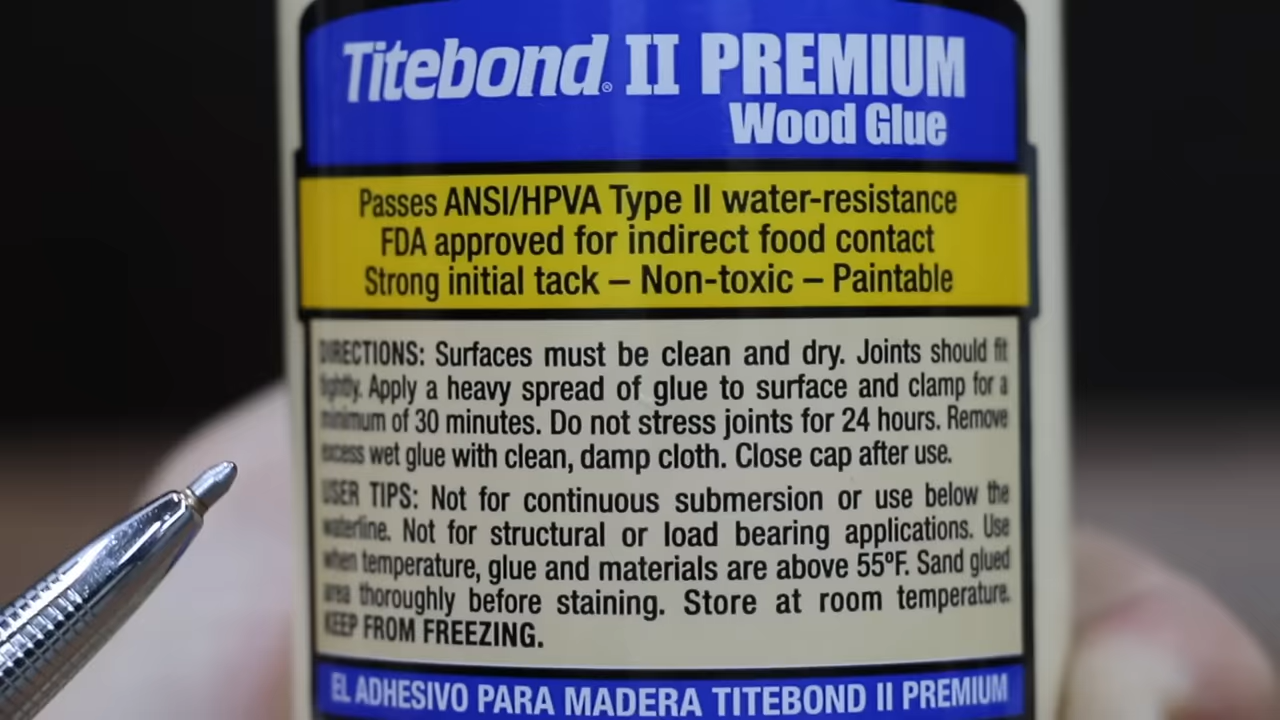 Titebond® II PREMIUM
Wood Glue
Passes ANSI/HPVA Type II water-resistance
FDA approved for indirect food contact
Strong initial tack – Non-toxic – Paintable
DIRECTIONS: Surfaces must be clean and dry. Joints should fit
tightly. Apply a heavy spread of glue to surface and clamp for a
minimum of 30 minutes. Do not stress joints for 24 hours. Remove
excess wet glue with clean, damp cloth. Close cap after use.
USER TIPS: Not for continuous submersion or use below the
waterline. Not for structural or load bearing applications. Use
when temperature, glue and materials are above 55ºF. Sand glued
area thoroughly before staining. Store at room temperature.
KEEP FROM FREEZING.
EL ADHESIVO PARA MADERA TITEBOND II PREMIUM